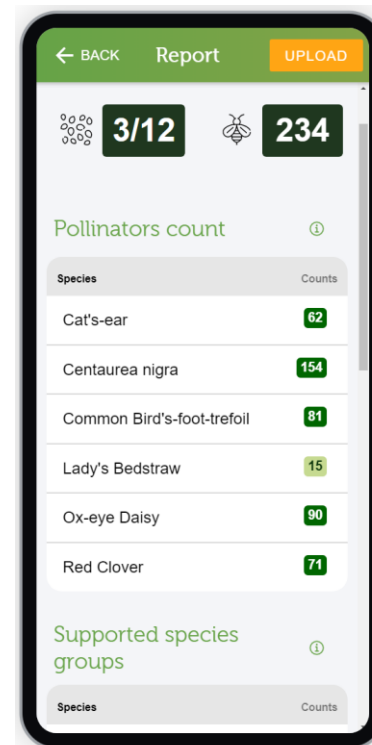 BACK Report UPLOAD
3/12 234
Pollinators count
Species Counts
Cat's-ear 62
Centaurea nigra 154
Common Bird's-foot-trefoil 81
Lady's Bedstraw 15
Ox-eye Daisy 90
Red Clover 71
Supported species
groups
Species Counts